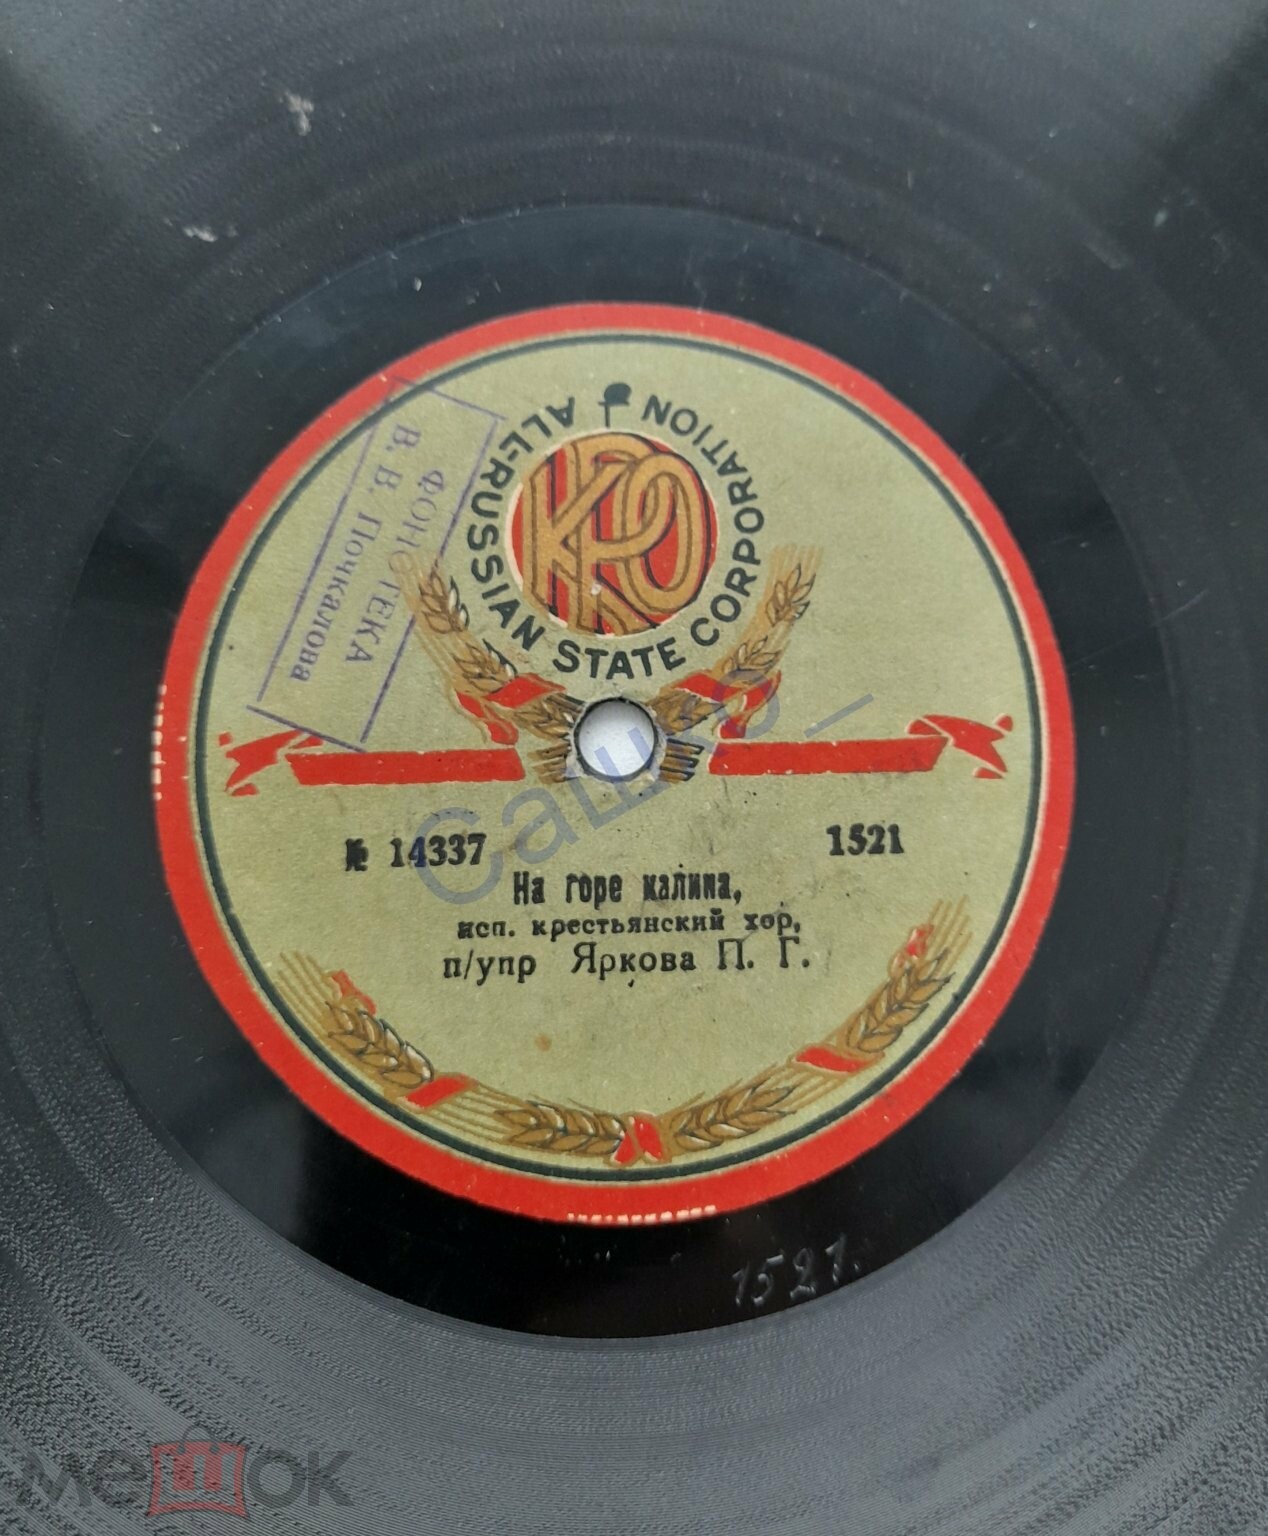 ALL-RUSSIAN STATE CORPORATION
КРО
ФОНОТЕКА
В. В. Почкалова
№ 14337 1521
На горе калина,
исп. крестьянский хор,
п/упр Яркова П. Г.
1521.
Сашко_
мешок